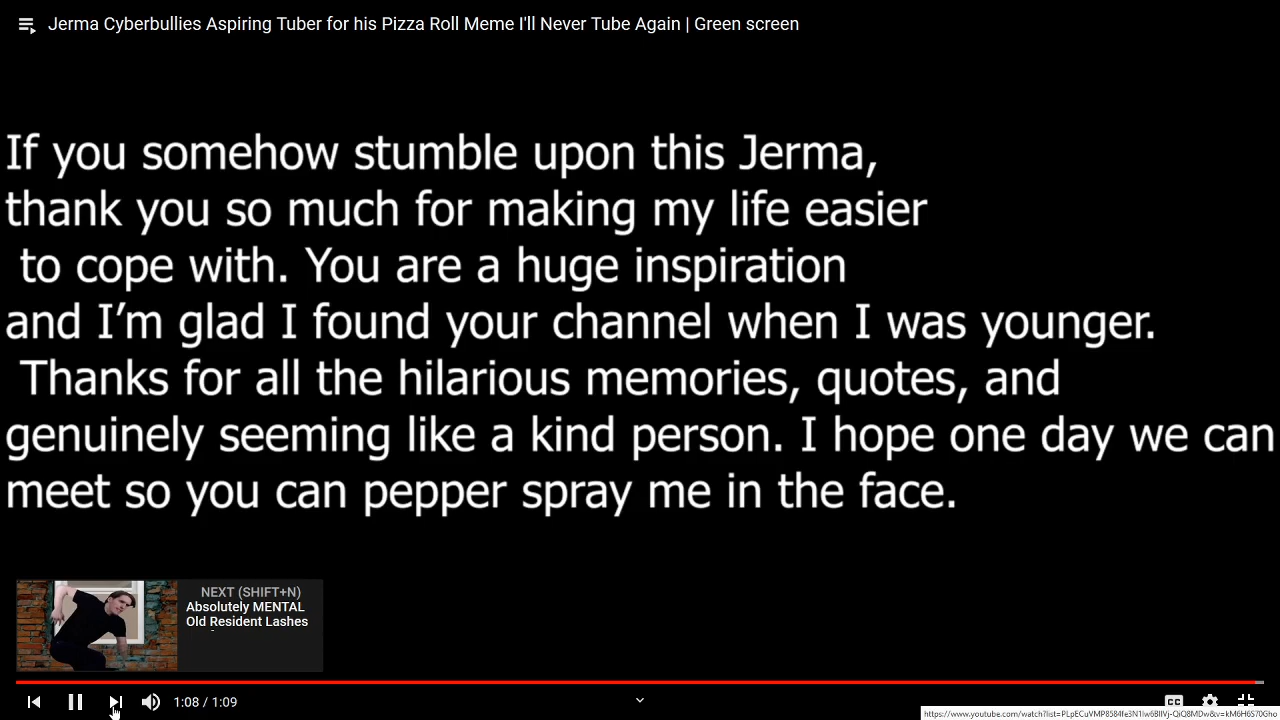 Jerma Cyberbullies Aspiring Tuber for his Pizza Roll Meme I'll Never Tube Again | Green screen
If you somehow stumble upon this Jerma,
thank you so much for making my life easier
to cope with. You are a huge inspiration
and I’m glad I found your channel when I was younger.
Thanks for all the hilarious memories, quotes, and
genuinely seeming like a kind person. I hope one day we can
meet so you can pepper spray me in the face.
NEXT (SHIFT+N)
Absolutely MENTAL
Old Resident Lashes
1:08 / 1:09
CC